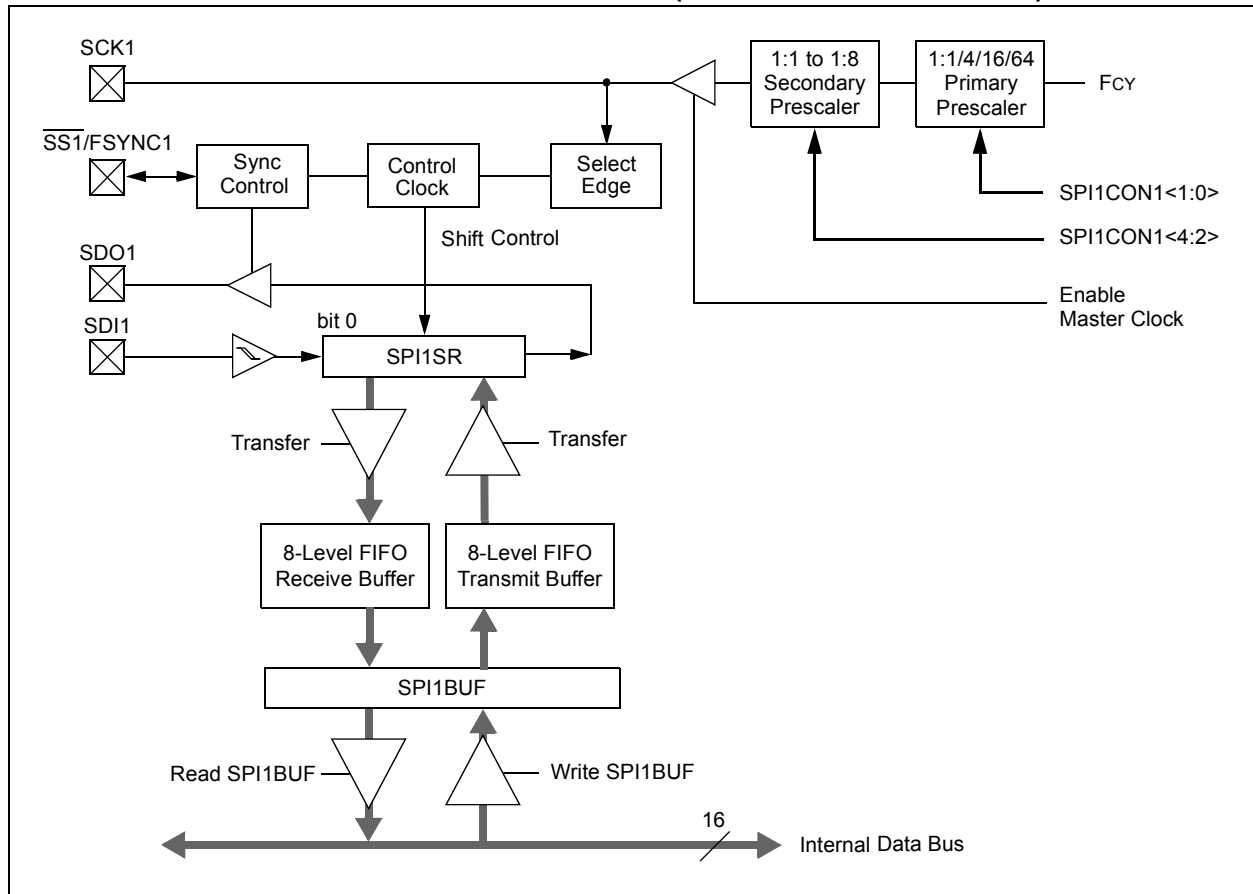 SCK1
SS1/FSYNC1
SDO1
SDI1
Sync
Control
Control
Clock
Select
Edge
Shift Control
bit 0
SPI1SR
1:1 to 1:8
Secondary
Prescaler
1:1/4/16/64
Primary
Prescaler
FCY
SPI1CON1<1:0>
SPI1CON1<4:2>
Enable
Master Clock
Transfer
Transfer
8-Level FIFO
Receive Buffer
8-Level FIFO
Transmit Buffer
SPI1BUF
Read SPI1BUF
Write SPI1BUF
16
Internal Data Bus